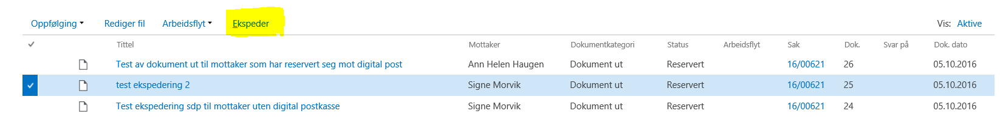 Oppfølging Rediger fil Arbeidsflyt Ekspeder Vis: Aktive
Tittel Mottaker Dokumentkategori Status Arbeidsflyt Sak Dok. Svar på Dok. dato
Test av dokument ut til mottaker som har reservert seg mot digital post Ann Helen Haugen Dokument ut Reservert 16/00621 26 05.10.2016
test ekspedering 2 Signe Morvik Dokument ut Reservert 16/00621 25 05.10.2016
Test ekspedering sdp til mottaker uten digital postkasse Signe Morvik Dokument ut Reservert 16/00621 24 05.10.2016